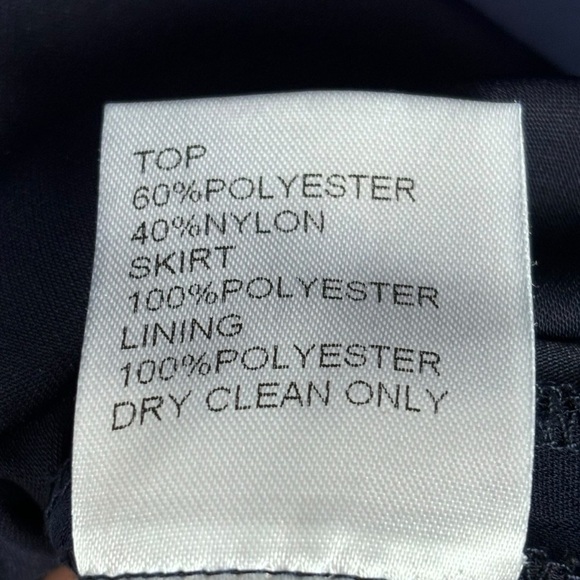 TOP
60%POLYESTER
40%NYLON
SKIRT
100%POLYESTER
LINING
100%POLYESTER
DRY CLEAN ONLY